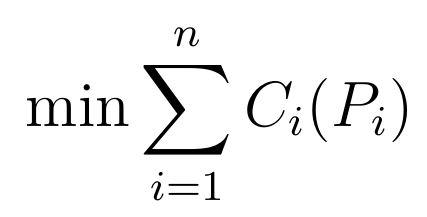 min ∑_{i=1}^{n} C_i(P_i)